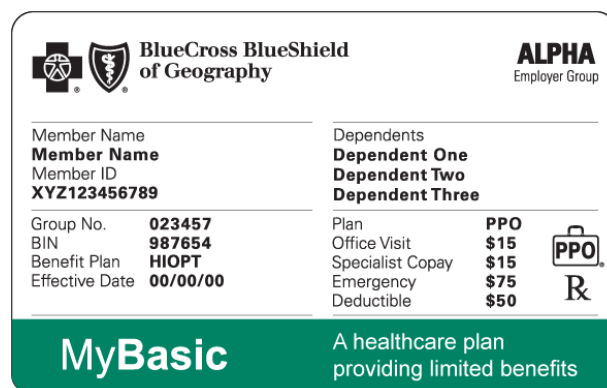 BlueCross BlueShield
of Geography
ALPHA
Employer Group
Member Name
Member Name
Member ID
XYZ123456789
Dependents
Dependent One
Dependent Two
Dependent Three
Group No. 023457
BIN 987654
Benefit Plan HIOPT
Effective Date 00/00/00
Plan PPO
Office Visit $15
Specialist Copay $15
Emergency $75
Deductible $50
PPO
Rx
MyBasic
A healthcare plan
providing limited benefits